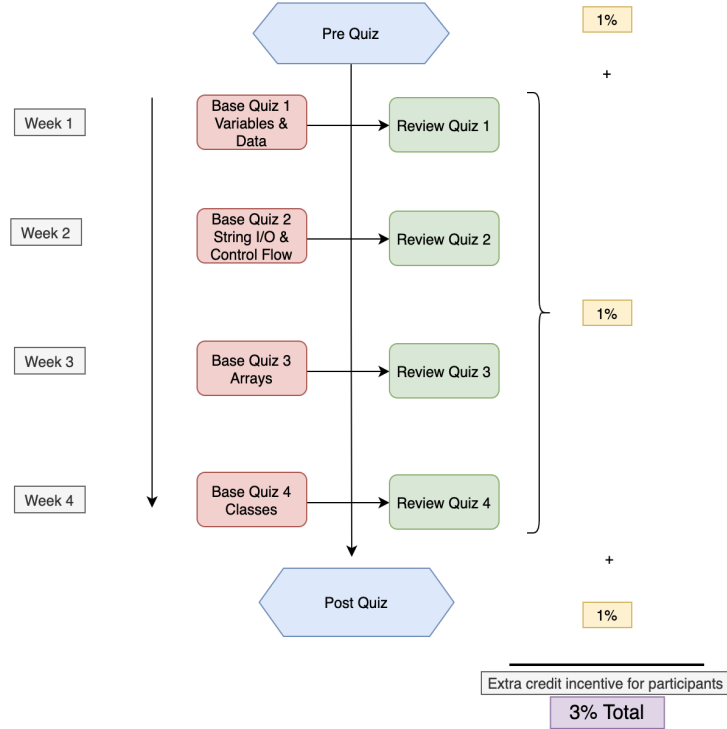 Pre Quiz
1%
+
Week 1
Base Quiz 1
Variables &
Data
Review Quiz 1
Week 2
Base Quiz 2
String I/O &
Control Flow
Review Quiz 2
1%
Week 3
Base Quiz 3
Arrays
Review Quiz 3
Week 4
Base Quiz 4
Classes
Review Quiz 4
+
Post Quiz
1%
Extra credit incentive for participants
3% Total